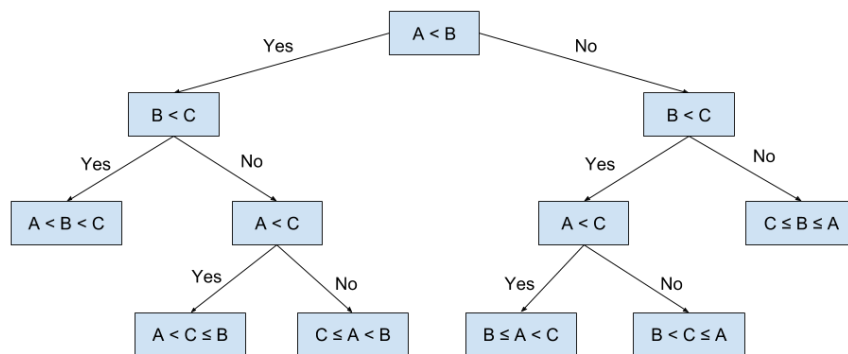 A < B
Yes
No
B < C
B < C
Yes
No
Yes
No
A < B < C
A < C
A < C
C ≤ B ≤ A
Yes
No
Yes
No
A < C ≤ B
C ≤ A < B
B ≤ A < C
B < C ≤ A